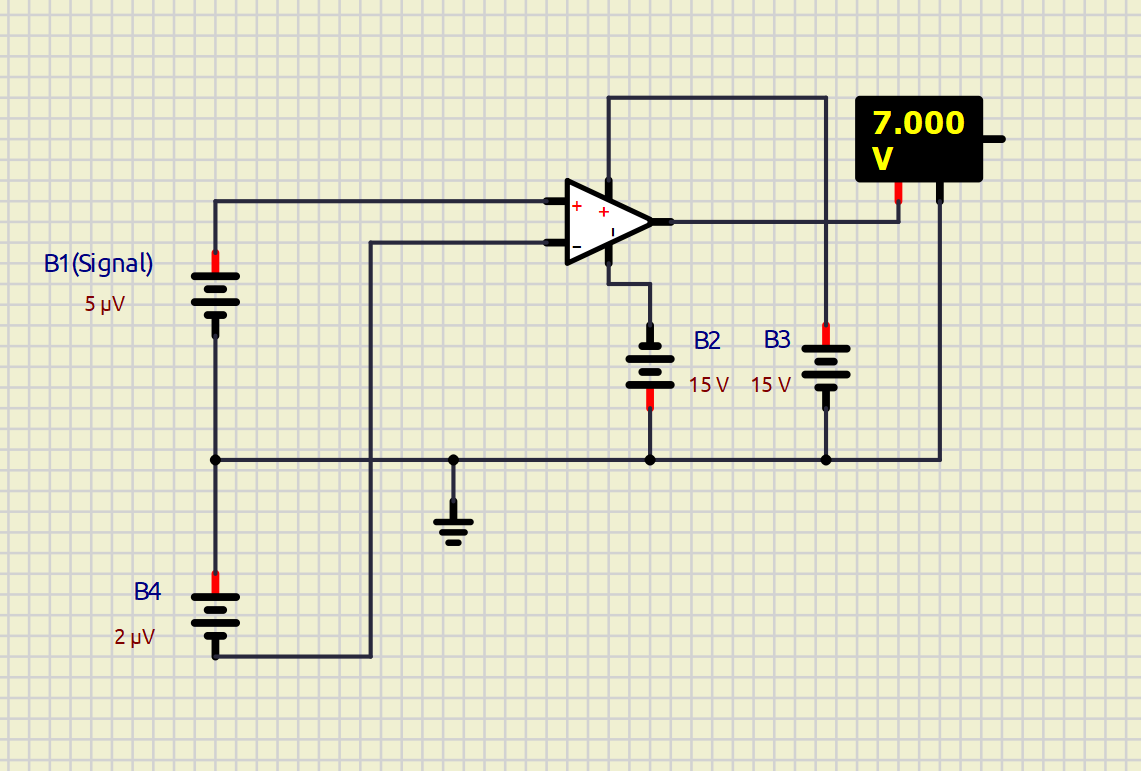 7.000
V
+
+
−
−
B1(Signal)
5 µV
B2
15 V
B3
15 V
B4
2 µV